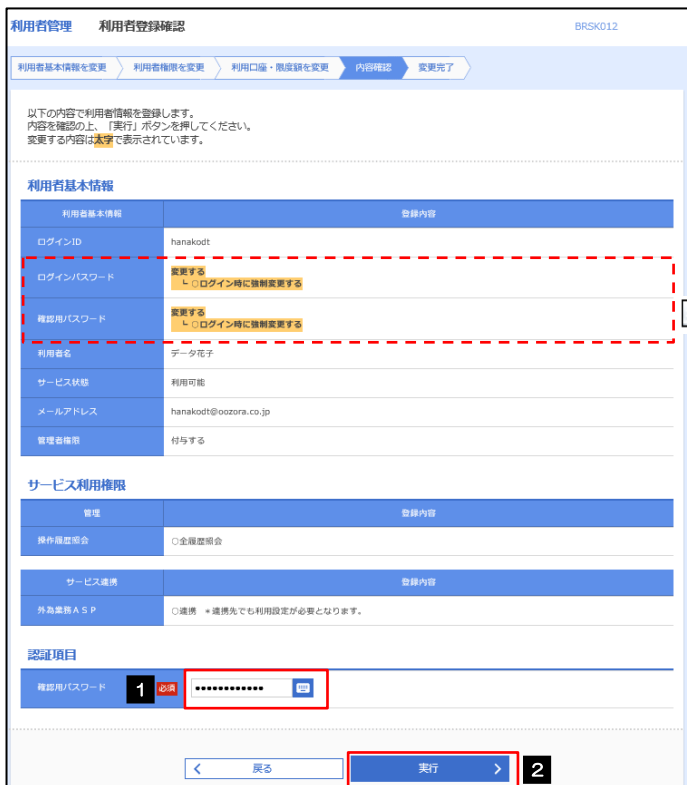 利用者管理 利用者登録確認 BRSK012
利用者基本情報を変更 利用者権限を変更 利用口座・限度額を変更 内容確認 変更完了
以下の内容で利用者情報を登録します。
内容を確認の上、「実行」ボタンを押してください。
変更する内容は太字で表示されています。
利用者基本情報
利用者基本情報 登録内容
ログインID hanakodt
ログインパスワード 変更する
└ ○ログイン時に強制変更する
確認用パスワード 変更する
└ ○ログイン時に強制変更する
利用者名 データ花子
サービス状態 利用可能
メールアドレス hanakodt@oozora.co.jp
管理者権限 付与する
サービス利用権限
管理 登録内容
操作履歴照会 ○全履歴照会
サービス連携 登録内容
外為業務ASP ○連携 *連携先でも利用設定が必要となります。
認証項目
確認用パスワード 1 必須 ●●●●●●●●●●●●
戻る 実行 2